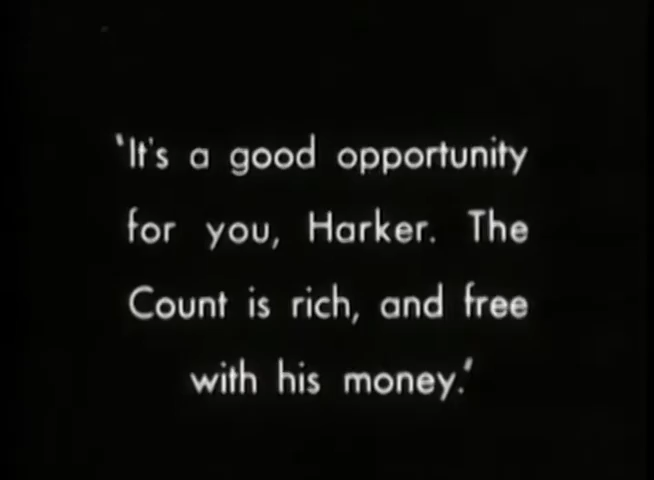 'It's a good opportunity
for you, Harker. The
Count is rich, and free
with his money.'